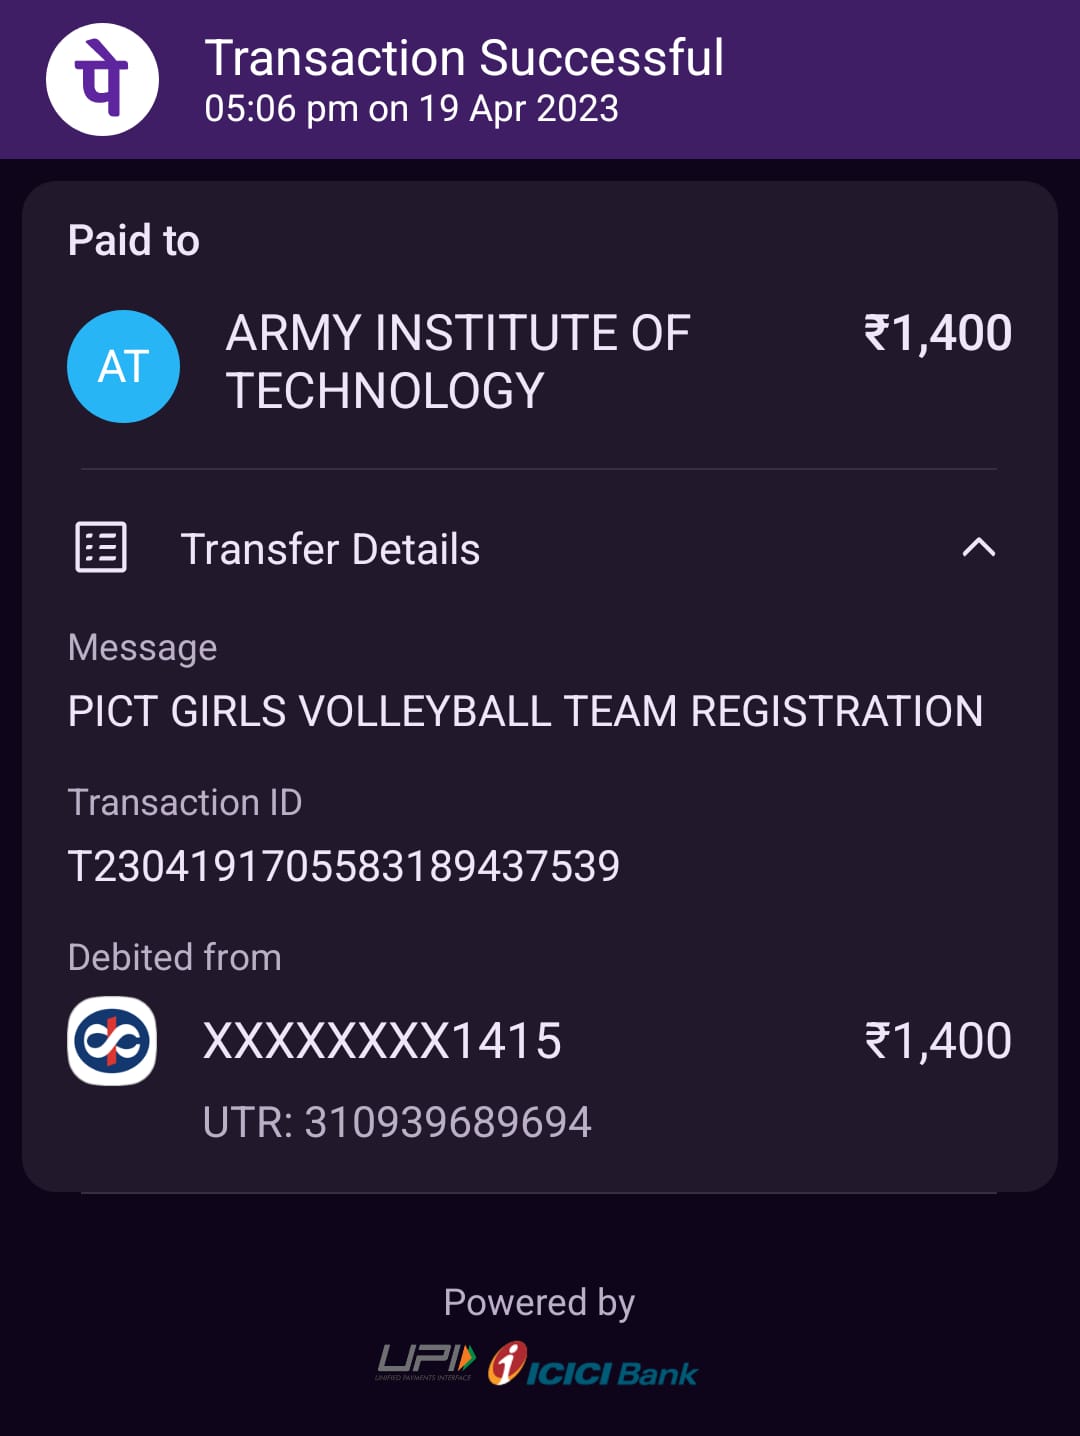 पे
Transaction Successful
05:06 pm on 19 Apr 2023
Paid to
AT
ARMY INSTITUTE OF
TECHNOLOGY
₹1,400
Transfer Details
Message
PICT GIRLS VOLLEYBALL TEAM REGISTRATION
Transaction ID
T2304191705583189437539
Debited from
XXXXXXXX1415
₹1,400
UTR: 310939689694
Powered by
UPI
UNIFIED PAYMENTS INTERFACE
ICICI Bank